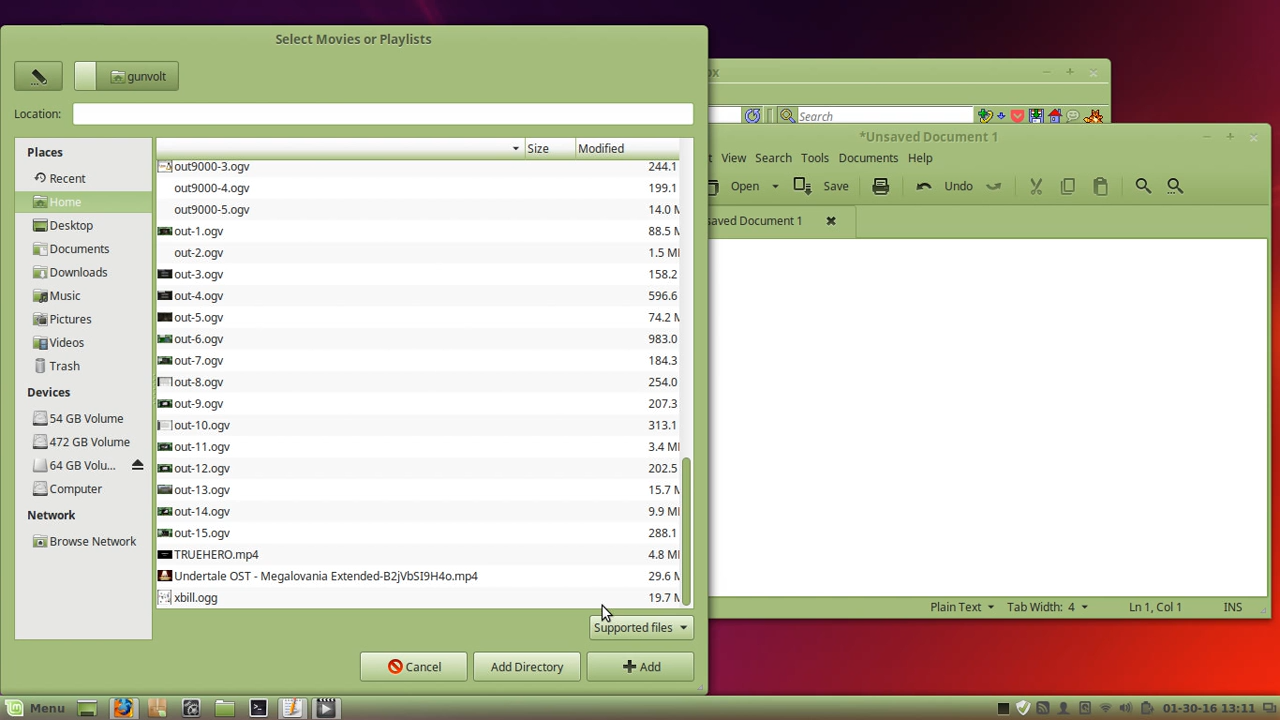 Select Movies or Playlists
gunvolt
Location:
Places
Recent
Home
Desktop
Documents
Downloads
Music
Pictures
Videos
Trash
Devices
54 GB Volume
472 GB Volume
64 GB Volu...
Computer
Network
Browse Network
Size Modified
out9000-3.ogv 244.1
out9000-4.ogv 199.1
out9000-5.ogv 14.0 M
out-1.ogv 88.5 M
out-2.ogv 1.5 MI
out-3.ogv 158.2
out-4.ogv 596.6
out-5.ogv 74.2 M
out-6.ogv 983.0
out-7.ogv 184.3
out-8.ogv 254.0
out-9.ogv 207.3
out-10.ogv 313.1
out-11.ogv 3.4 MI
out-12.ogv 202.5
out-13.ogv 15.7 M
out-14.ogv 9.9 MI
out-15.ogv 288.1
TRUEHERO.mp4 4.8 MI
Undertale OST - Megalovania Extended-B2jVbSI9H4o.mp4 29.6 M
xbill.ogg 19.7 M
Supported files
Cancel Add Directory Add
ox
Search
*Unsaved Document 1
t View Search Tools Documents Help
Open Save Undo
saved Document 1
Plain Text Tab Width: 4 Ln 1, Col 1 INS
Menu 01-30-16 13:11